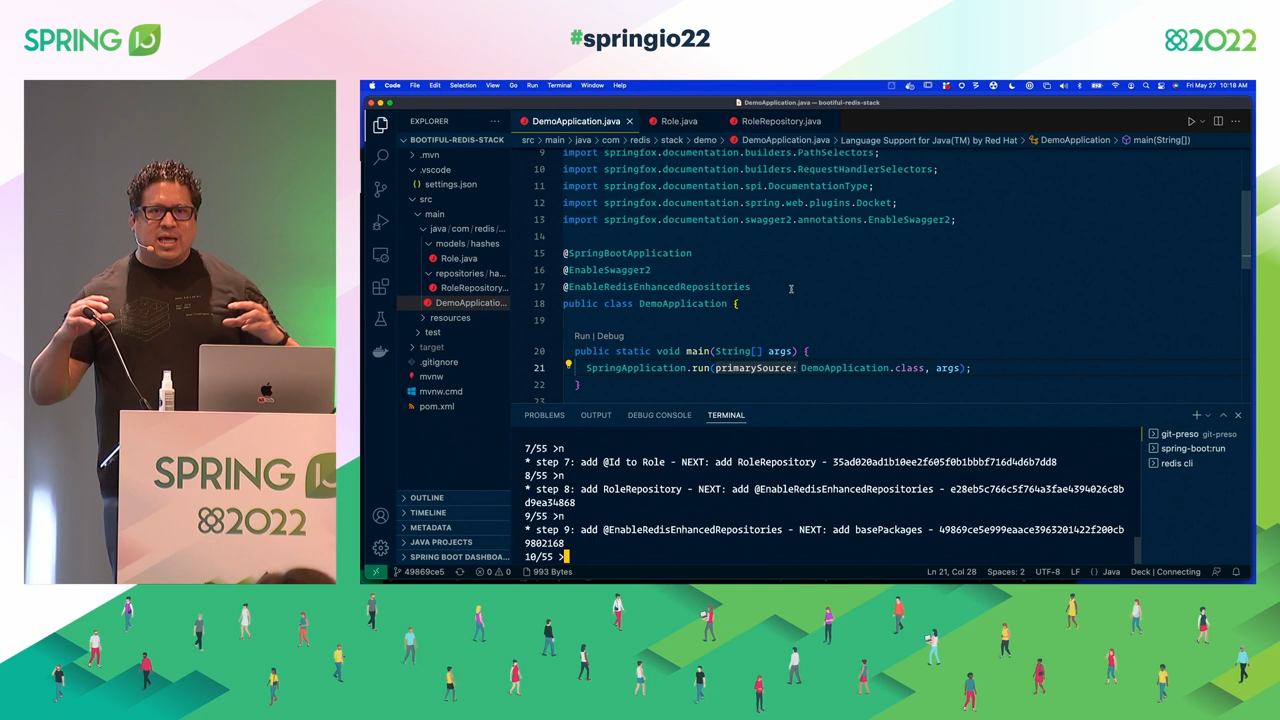 SPRING IO
#springio22
2022
Code File Edit Selection View Go Run Terminal Window Help
Fri May 27 10:18 AM
DemoApplication.java — bootiful-redis-stack
EXPLORER
DemoApplication.java
Role.java
RoleRepository.java
BOOTIFUL-REDIS-STACK
src > main > java > com > redis > stack > demo > DemoApplication.java > Language Support for Java(TM) by Red Hat > DemoApplication > main(String[])
.mvn
.vscode
settings.json
src
main
java/com/redis/...
models/hashes
Role.java
repositories/ha...
RoleRepository...
DemoApplicatio...
resources
test
target
.gitignore
mvnw
mvnw.cmd
pom.xml
OUTLINE
TIMELINE
METADATA
JAVA PROJECTS
SPRING BOOT DASHBOA...
9 import springfox.documentation.builders.PathSelectors;
10 import springfox.documentation.builders.RequestHandlerSelectors;
11 import springfox.documentation.spi.DocumentationType;
12 import springfox.documentation.spring.web.plugins.Docket;
13 import springfox.documentation.swagger2.annotations.EnableSwagger2;
14
15 @SpringBootApplication
16 @EnableSwagger2
17 @EnableRedisEnhancedRepositories
18 public class DemoApplication {
19
Run | Debug
20 public static void main(String[] args) {
21 SpringApplication.run(primarySource: DemoApplication.class, args);
22 }
23
PROBLEMS OUTPUT DEBUG CONSOLE TERMINAL
7/55 >n
* step 7: add @Id to Role - NEXT: add RoleRepository - 35ad020ad1b10ee2f605f0b1bbbf716d4d6b7dd8
8/55 >n
* step 8: add RoleRepository - NEXT: add @EnableRedisEnhancedRepositories - e28eb5c766c5f764a3fae4394026c8b
d9ea34868
9/55 >n
* step 9: add @EnableRedisEnhancedRepositories - NEXT: add basePackages - 49869ce5e999eaace3963201422f200cb
9802168
10/55 >
git-preso git-preso
spring-boot:run
redis cli
49869ce5
0 0
993 Bytes
Ln 21, Col 28
Spaces: 2
UTF-8
LF
{ } Java
Deck | Connecting
SPRING IO
2022